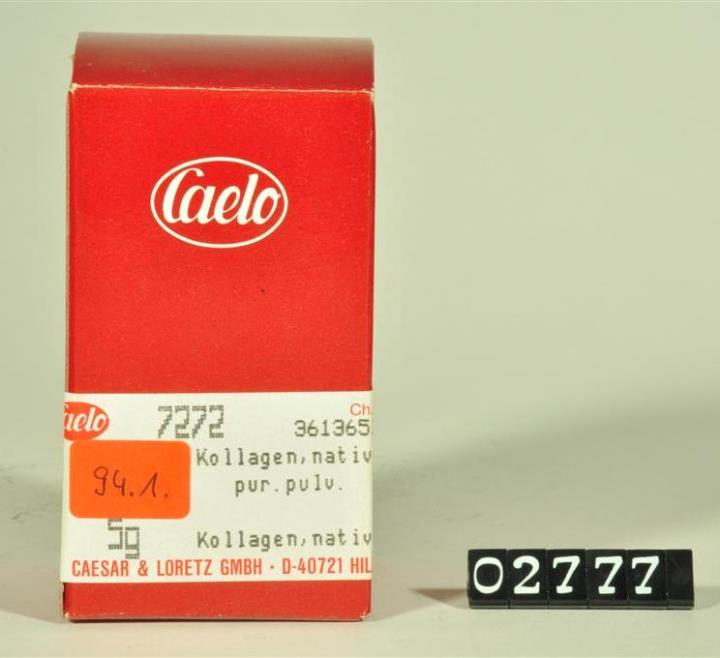 Caelo
Caelo
7272
Ch.
361365
Kollagen, nativ
pur. pulv.
94.1.
5g
Kollagen, nativ
CAESAR & LORETZ GMBH · D-40721 HIL
02777